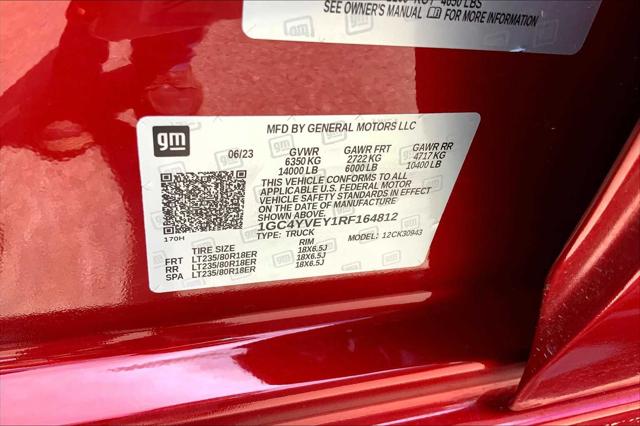 4650 LBS
SEE OWNER'S MANUAL FOR MORE INFORMATION
gm
MFD BY GENERAL MOTORS LLC
06/23 GVWR GAWR FRT GAWR RR
6350 KG 2722 KG 4717 KG
14000 LB 6000 LB 10400 LB
THIS VEHICLE CONFORMS TO ALL
APPLICABLE U.S. FEDERAL MOTOR
VEHICLE SAFETY STANDARDS IN EFFECT
ON THE DATE OF MANUFACTURE
SHOWN ABOVE.
1GC4YVEY1RF164812
TYPE: TRUCK MODEL: 12CK30943
170H
TIRE SIZE RIM
FRT LT235/80R18ER 18X6.5J
RR LT235/80R18ER 18X6.5J
SPA LT235/80R18ER 18X6.5J